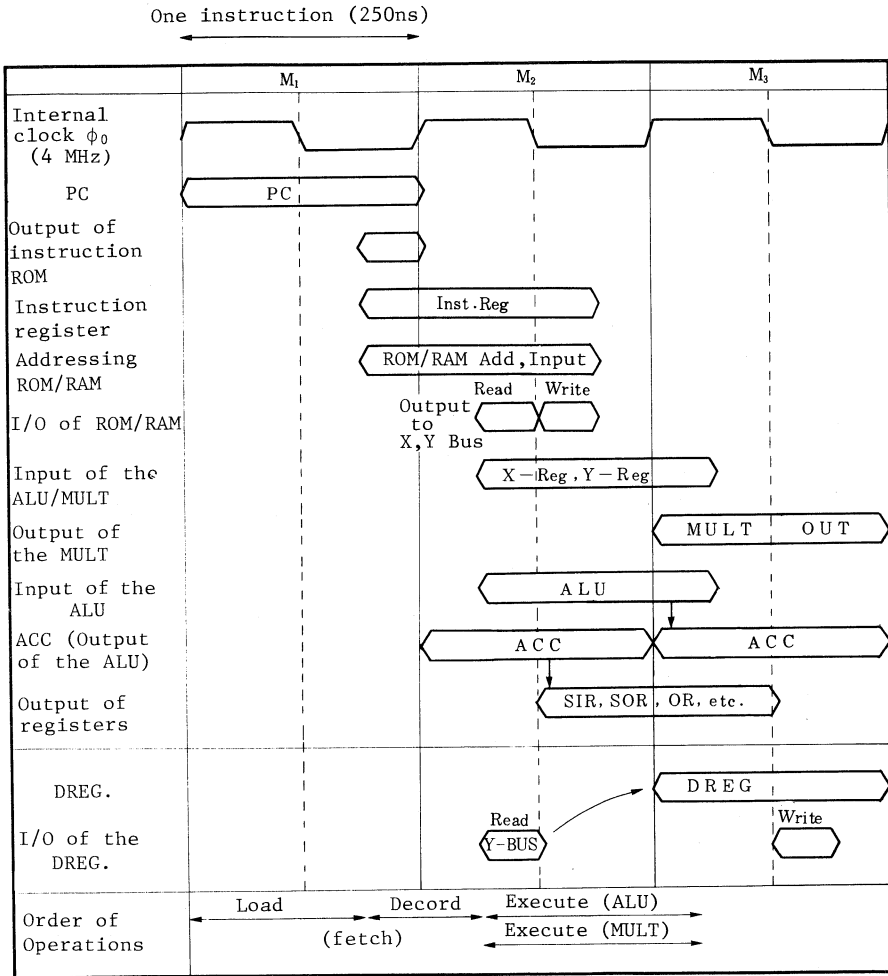 One instruction (250ns)
M₁ M₂ M₃
Internal
clock ϕ₀
(4 MHz)
PC
PC
Output of
instruction
ROM
Instruction
register
Inst.Reg
Addressing
ROM/RAM
ROM/RAM Add,Input
Read Write
I/O of ROM/RAM
Output
to
X,Y Bus
Input of the
ALU/MULT
X-Reg,Y-Reg
Output of
the MULT
MULT OUT
Input of the
ALU
ALU
ACC (Output
of the ALU)
ACC
ACC
Output of
registers
SIR, SOR, OR, etc.
DREG.
DREG
I/O of the
DREG.
Read
Y-BUS
Write
Order of
Operations
Load
Decord
(fetch)
Execute (ALU)
Execute (MULT)